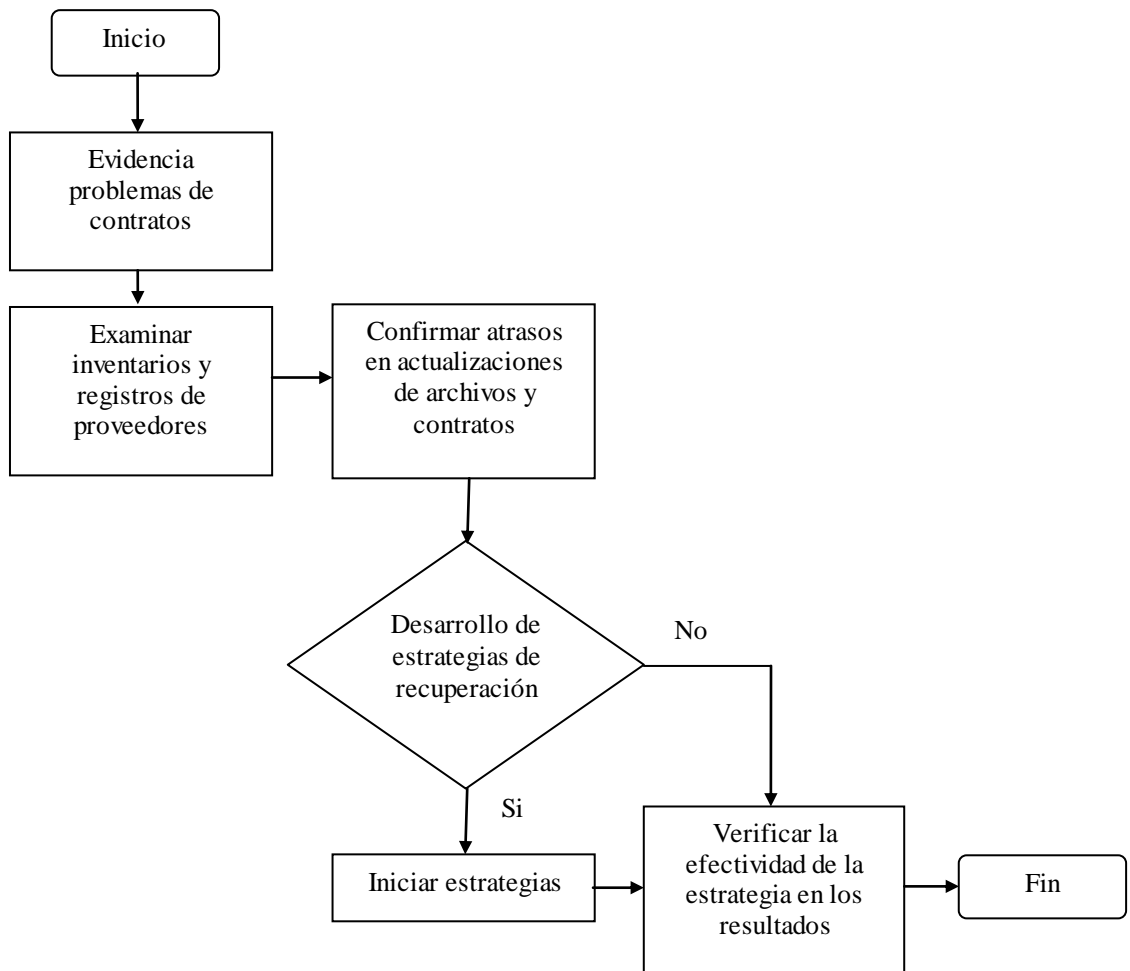 Inicio
Evidencia
problemas de
contratos
Examinar
inventarios y
registros de
proveedores
Confirmar atrasos
en actualizaciones
de archivos y
contratos
Desarrollo de
estrategias de
recuperación
No
Si
Iniciar estrategias
Verificar la
efectividad de la
estrategia en los
resultados
Fin